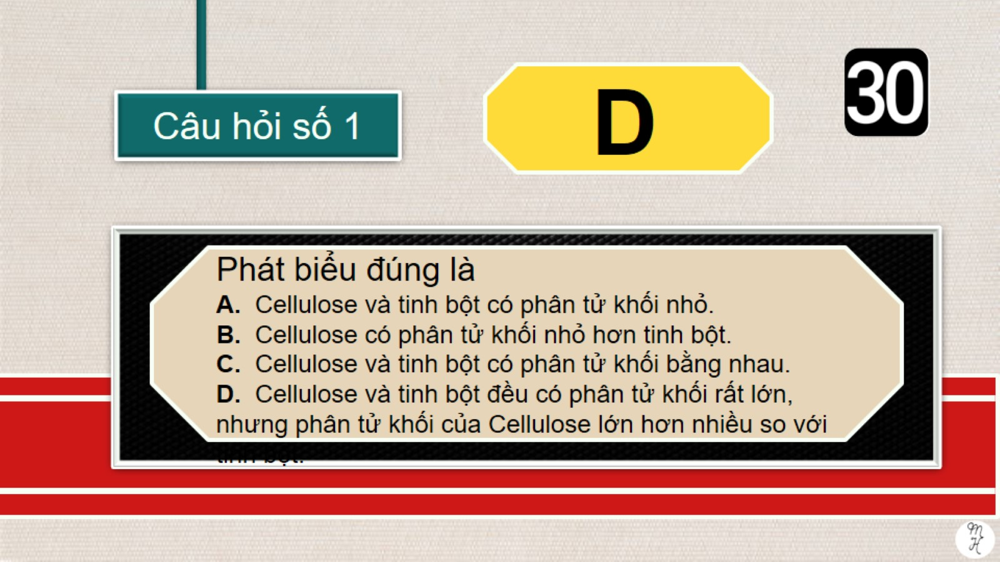 Câu hỏi số 1
D
30
Phát biểu đúng là
A. Cellulose và tinh bột có phân tử khối nhỏ.
B. Cellulose có phân tử khối nhỏ hơn tinh bột.
C. Cellulose và tinh bột có phân tử khối bằng nhau.
D. Cellulose và tinh bột đều có phân tử khối rất lớn,
nhưng phân tử khối của Cellulose lớn hơn nhiều so với
tinh bột.
MH